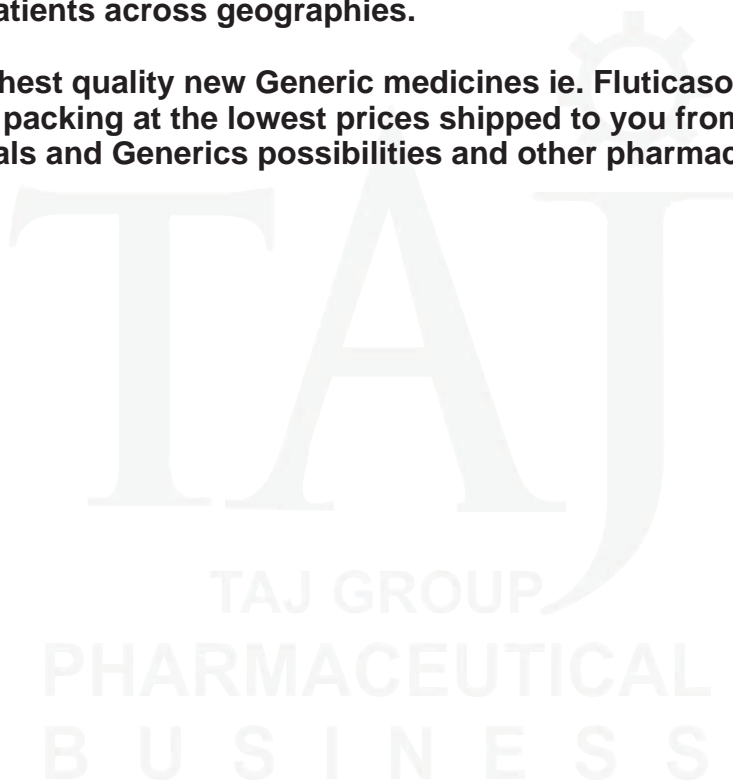 atients across geographies.
hest quality new Generic medicines ie. Fluticaso
packing at the lowest prices shipped to you from
als and Generics possibilities and other pharmac
TAJ
TAJ GROUP
PHARMACEUTICAL
BUSINESS